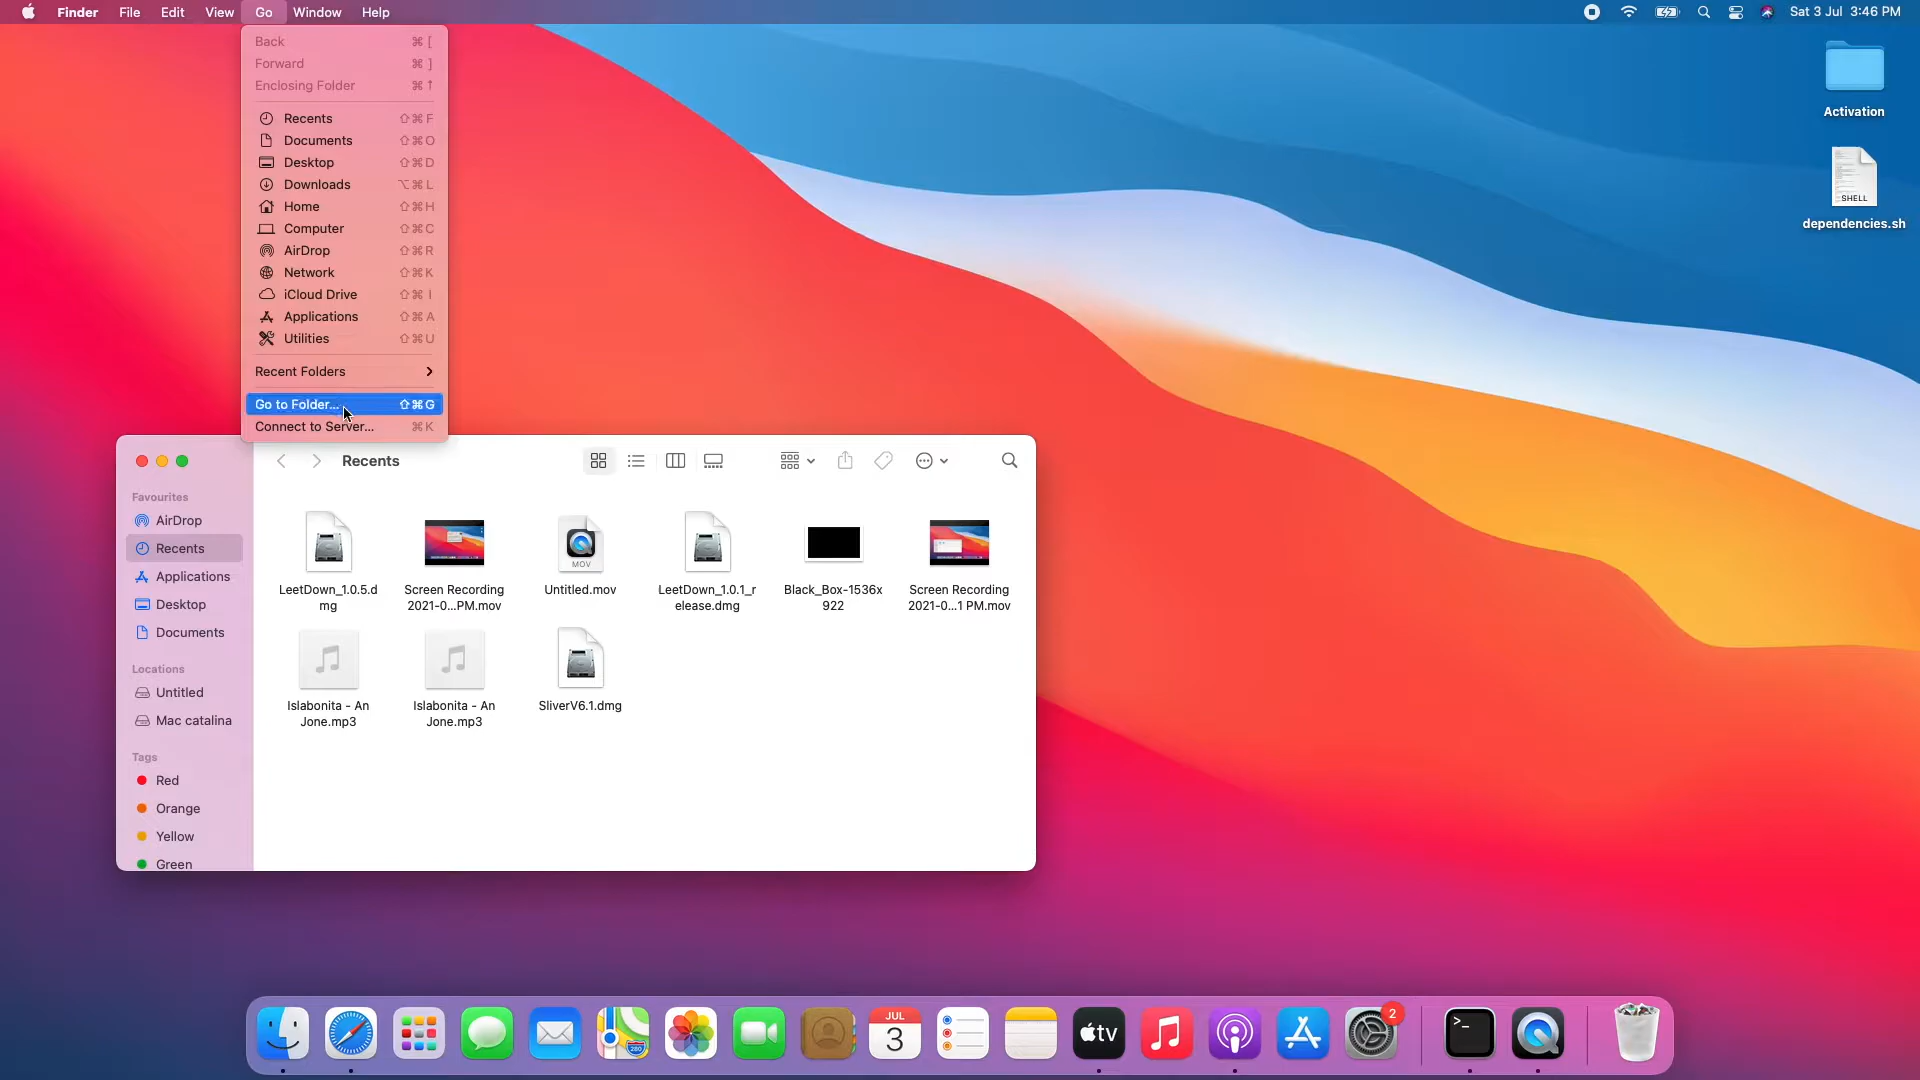 Finder File Edit View Go Window Help
Sat 3 Jul 3:46 PM
Back ⌘ [
Forward ⌘ ]
Enclosing Folder ⌘ ↑
Recents ⇧⌘ F
Documents ⇧⌘ O
Desktop ⇧⌘ D
Downloads ⌥⌘ L
Home ⇧⌘ H
Computer ⇧⌘ C
AirDrop ⇧⌘ R
Network ⇧⌘ K
iCloud Drive ⇧⌘ I
Applications ⇧⌘ A
Utilities ⇧⌘ U
Recent Folders
Go to Folder... ⇧⌘ G
Connect to Server... ⌘ K
Activation
SHELL
dependencies.sh
Recents
Favourites
AirDrop
Recents
Applications
Desktop
Documents
Locations
Untitled
Mac catalina
Tags
Red
Orange
Yellow
Green
MOV
LeetDown_1.0.5.d
mg
Screen Recording
2021-0...PM.mov
Untitled.mov
LeetDown_1.0.1_r
elease.dmg
Black_Box-1536x
922
Screen Recording
2021-0...1 PM.mov
Islabonita - An
Jone.mp3
Islabonita - An
Jone.mp3
SliverV6.1.dmg
280
JUL
3
tv
2
>_